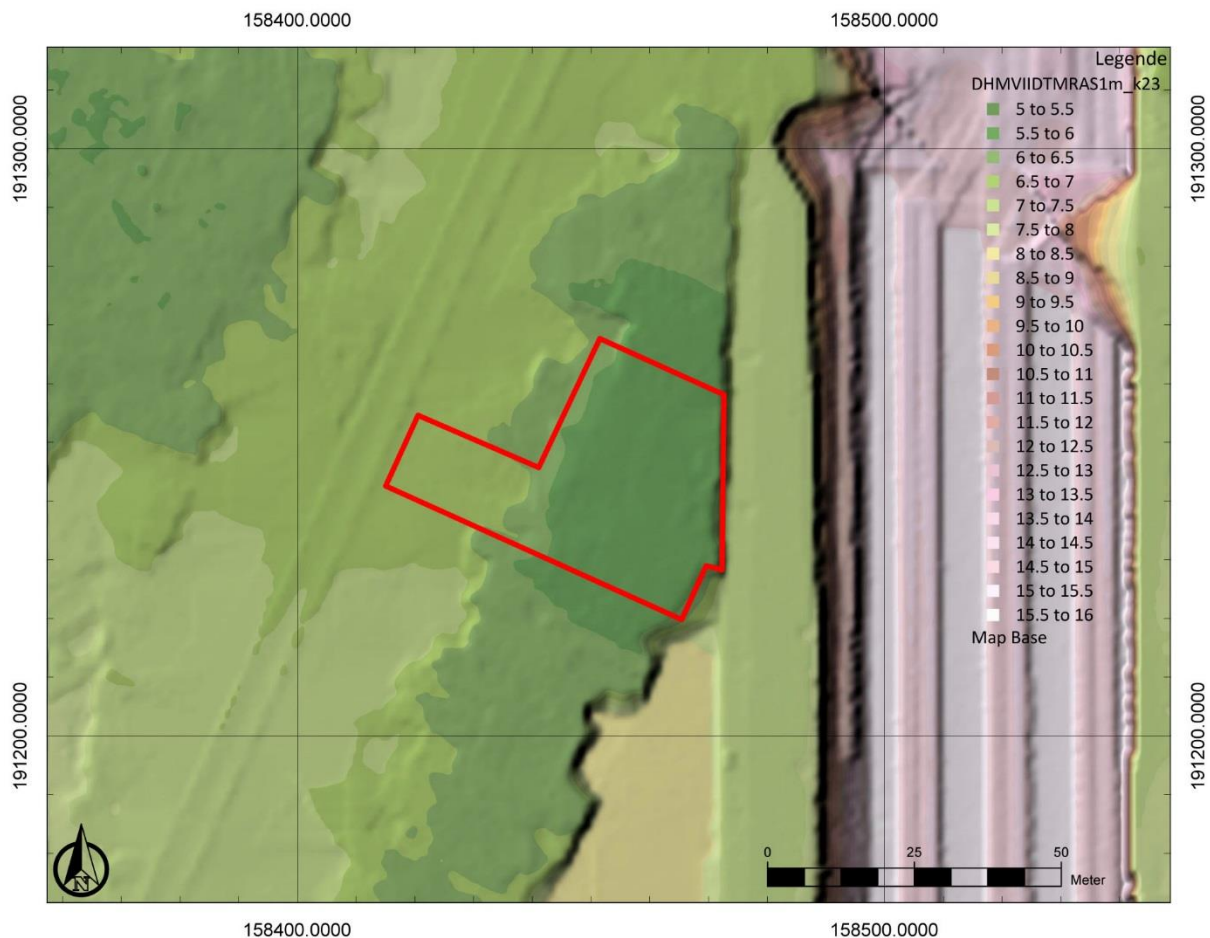 158400.0000 158500.0000
Legende
DHMVIIDTMRAS1m_k23
5 to 5.5
5.5 to 6
6 to 6.5
6.5 to 7
7 to 7.5
7.5 to 8
8 to 8.5
8.5 to 9
9 to 9.5
9.5 to 10
10 to 10.5
10.5 to 11
11 to 11.5
11.5 to 12
12 to 12.5
12.5 to 13
13 to 13.5
13.5 to 14
14 to 14.5
14.5 to 15
15 to 15.5
15.5 to 16
Map Base
191300.0000 191300.0000
191200.0000 191200.0000
0 25 50
Meter
N
158400.0000 158500.0000